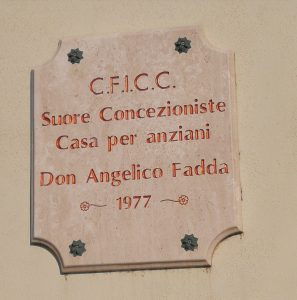 C.F.I.C.C.
Suore Concezioniste
Casa per anziani
Don Angelico Fadda
1977